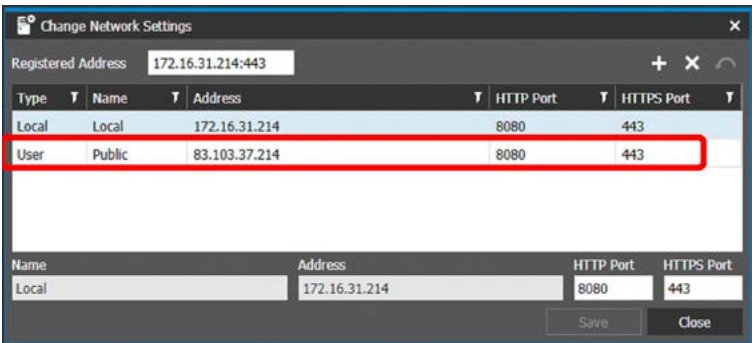 Change Network Settings
Registered Address 172.16.31.214:443
Type Name Address HTTP Port HTTPS Port
Local Local 172.16.31.214 8080 443
User Public 83.103.37.214 8080 443
Name Address HTTP Port HTTPS Port
Local 172.16.31.214 8080 443
Save Close